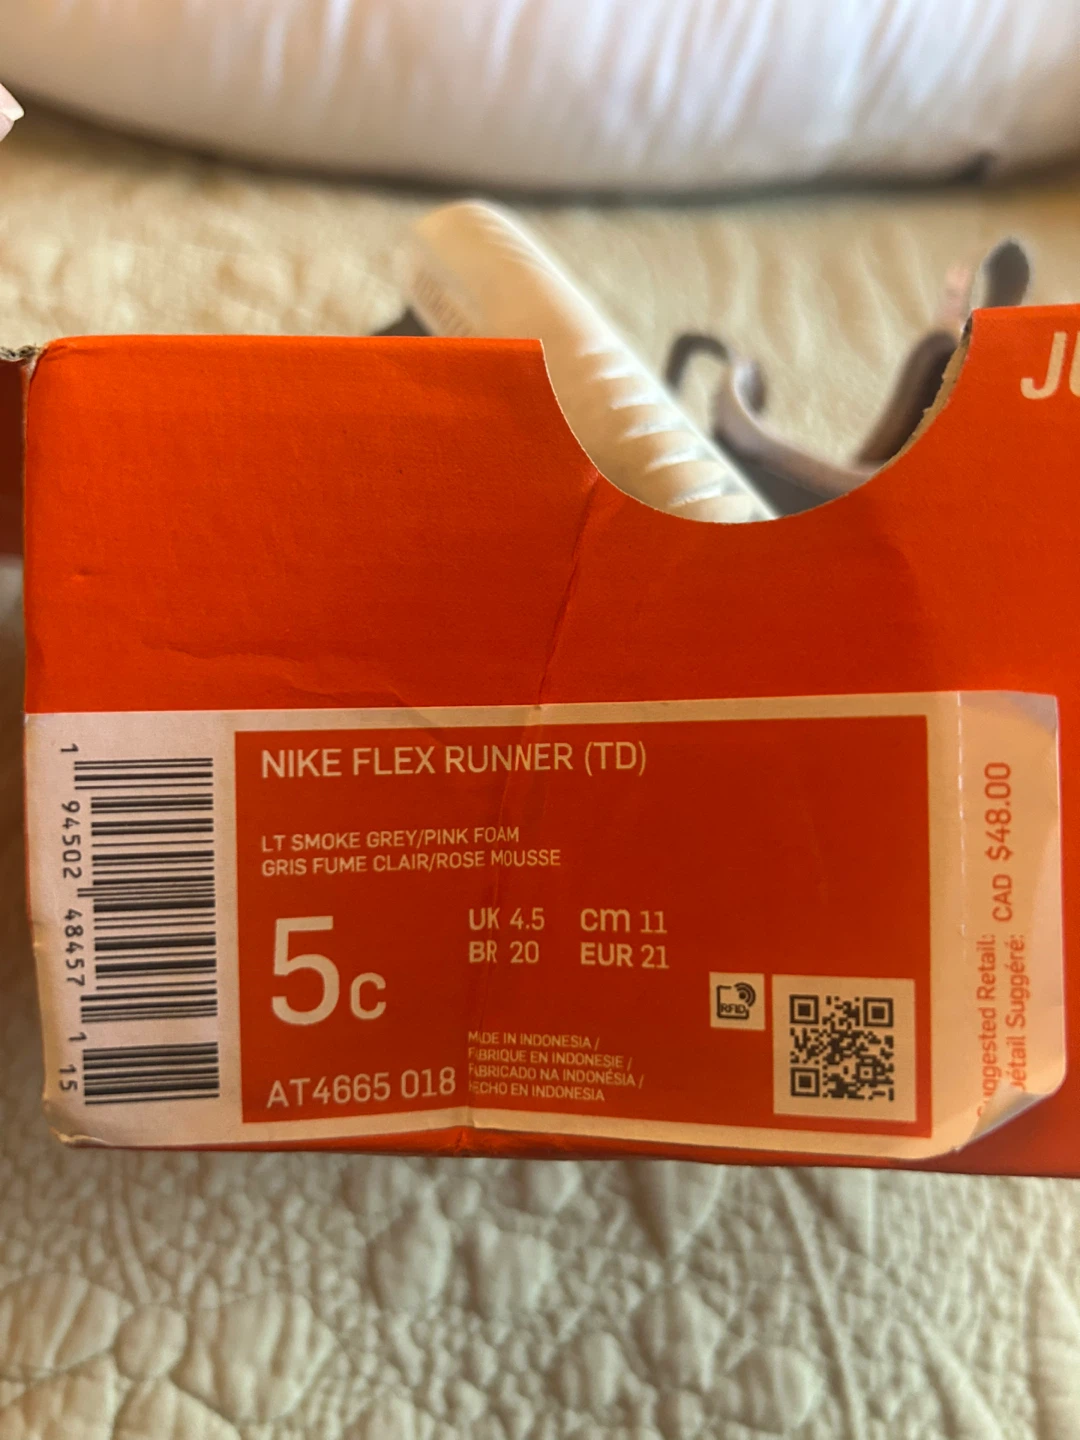 JU
NIKE FLEX RUNNER (TD)
LT SMOKE GREY/PINK FOAM
GRIS FUME CLAIR/ROSE MOUSSE
5c
UK 4.5 cm 11
BR 20 EUR 21
MADE IN INDONESIA /
FABRIQUE EN INDONESIE /
FABRICADO NA INDONÉSIA /
HECHO EN INDONESIA
AT4665 018
RFID
1 94502 48457 1 15
Suggested Retail: CAD $48.00
Détail Suggéré: